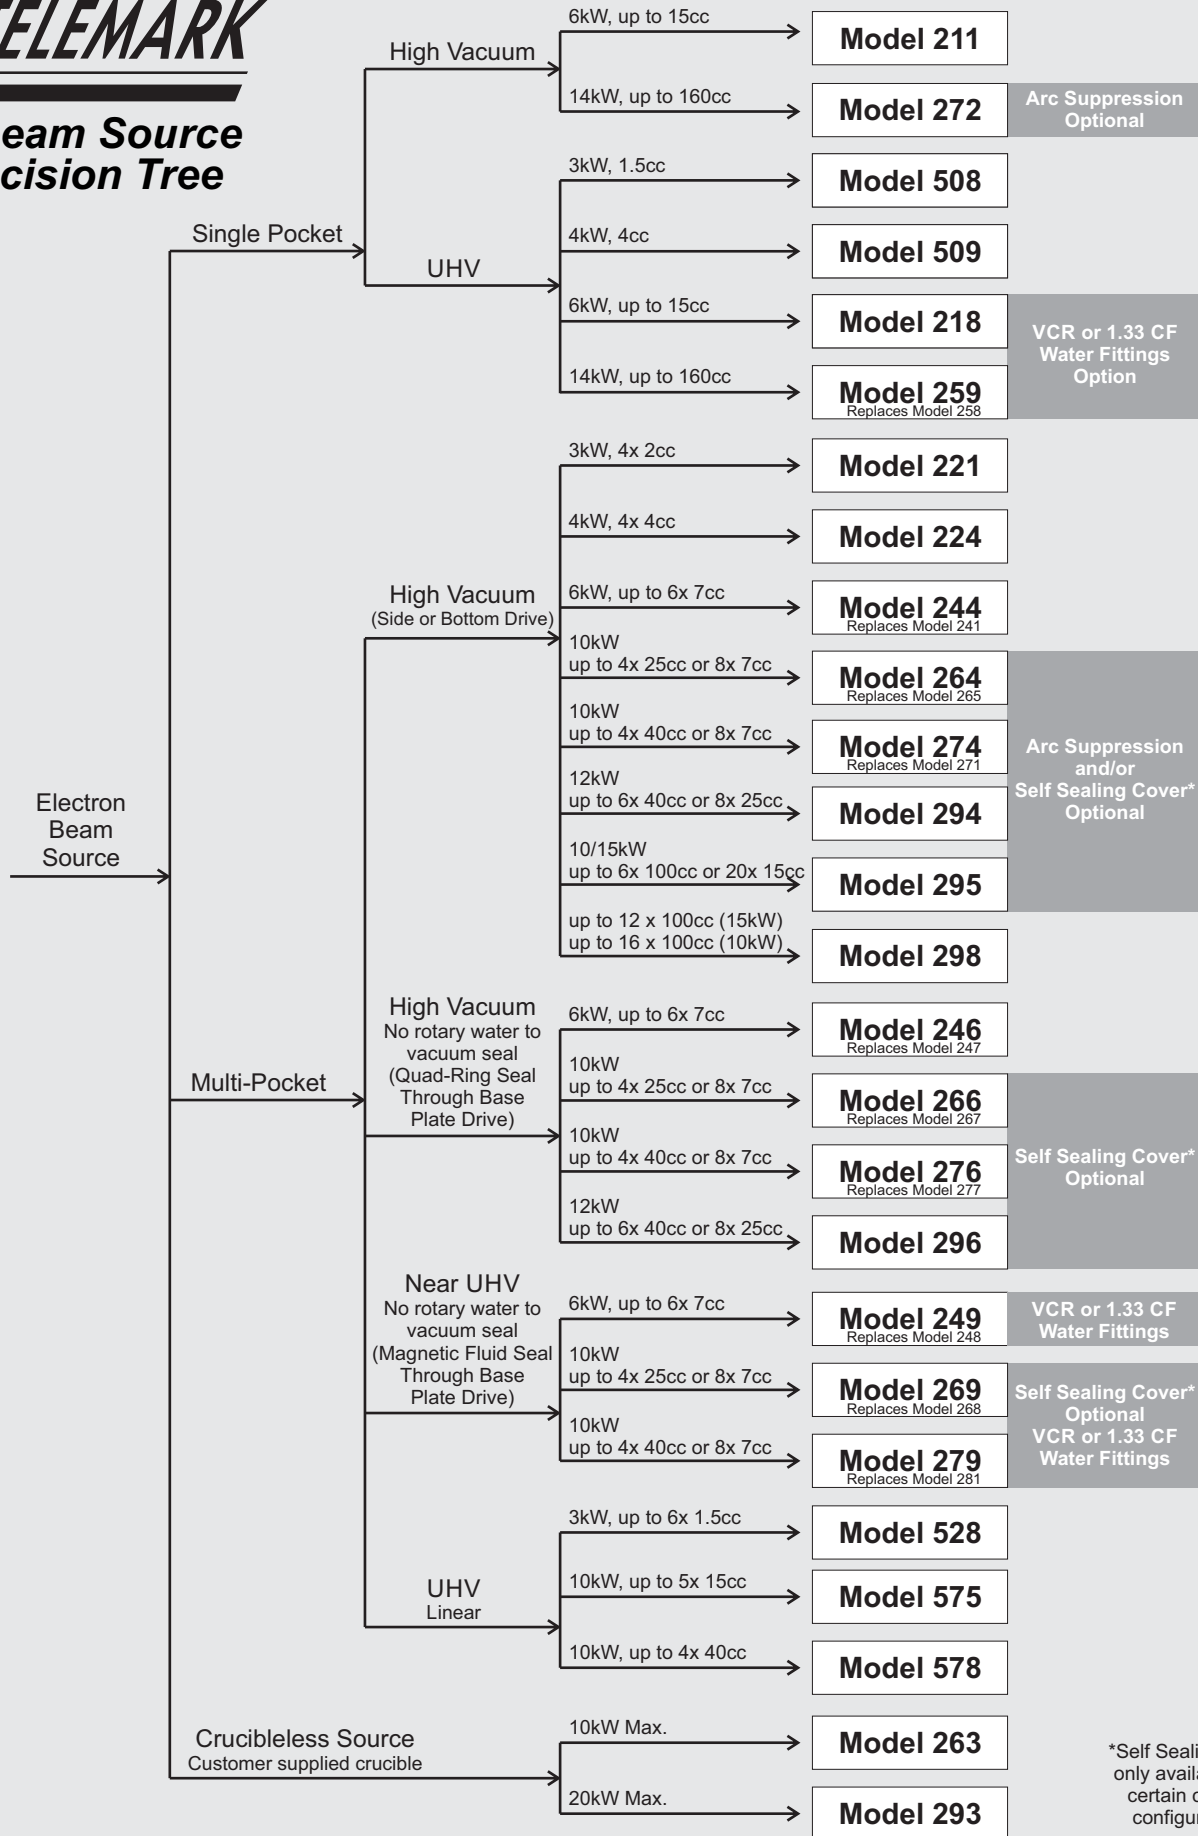 TELEMARK
eam Source
cision Tree
Electron
Beam
Source
Single Pocket
High Vacuum
6kW, up to 15cc
Model 211
14kW, up to 160cc
Model 272
Arc Suppression
Optional
UHV
3kW, 1.5cc
Model 508
4kW, 4cc
Model 509
6kW, up to 15cc
Model 218
14kW, up to 160cc
Model 259
Replaces Model 258
VCR or 1.33 CF
Water Fittings
Option
Multi-Pocket
High Vacuum
(Side or Bottom Drive)
3kW, 4x 2cc
Model 221
4kW, 4x 4cc
Model 224
6kW, up to 6x 7cc
Model 244
Replaces Model 241
10kW
up to 4x 25cc or 8x 7cc
Model 264
Replaces Model 265
10kW
up to 4x 40cc or 8x 7cc
Model 274
Replaces Model 271
12kW
up to 6x 40cc or 8x 25cc
Model 294
10/15kW
up to 6x 100cc or 20x 15cc
Model 295
Arc Suppression
and/or
Self Sealing Cover*
Optional
up to 12 x 100cc (15kW)
up to 16 x 100cc (10kW)
Model 298
High Vacuum
No rotary water to
vacuum seal
(Quad-Ring Seal
Through Base
Plate Drive)
6kW, up to 6x 7cc
Model 246
Replaces Model 247
10kW
up to 4x 25cc or 8x 7cc
Model 266
Replaces Model 267
10kW
up to 4x 40cc or 8x 7cc
Model 276
Replaces Model 277
12kW
up to 6x 40cc or 8x 25cc
Model 296
Self Sealing Cover*
Optional
Near UHV
No rotary water to
vacuum seal
(Magnetic Fluid Seal
Through Base
Plate Drive)
6kW, up to 6x 7cc
Model 249
Replaces Model 248
VCR or 1.33 CF
Water Fittings
10kW
up to 4x 25cc or 8x 7cc
Model 269
Replaces Model 268
10kW
up to 4x 40cc or 8x 7cc
Model 279
Replaces Model 281
Self Sealing Cover*
Optional
VCR or 1.33 CF
Water Fittings
UHV
Linear
3kW, up to 6x 1.5cc
Model 528
10kW, up to 5x 15cc
Model 575
10kW, up to 4x 40cc
Model 578
Crucibleless Source
Customer supplied crucible
10kW Max.
Model 263
20kW Max.
Model 293
*Self Seali
only availa
certain c
configur